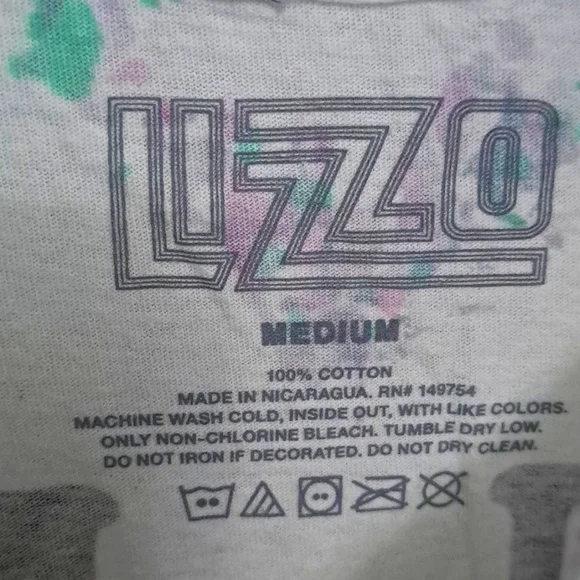 LIZZO
MEDIUM
100% COTTON
MADE IN NICARAGUA. RN# 149754
MACHINE WASH COLD, INSIDE OUT, WITH LIKE COLORS.
ONLY NON-CHLORINE BLEACH. TUMBLE DRY LOW.
DO NOT IRON IF DECORATED. DO NOT DRY CLEAN.